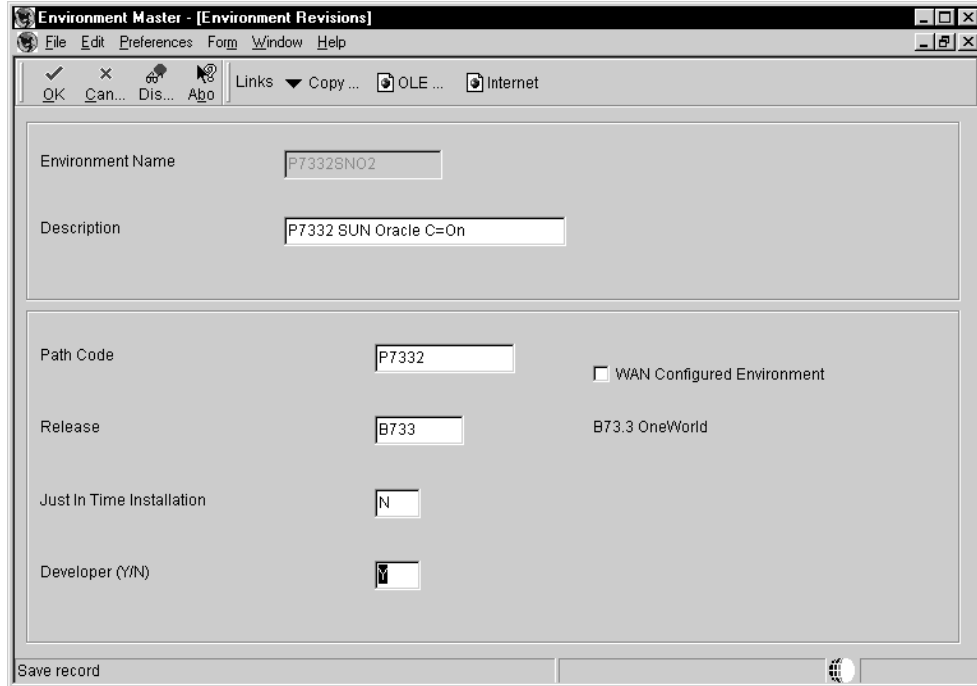 Environment Master - [Environment Revisions]
File Edit Preferences Form Window Help
OK Can... Dis... Abo Links Copy ... OLE ... Internet
Environment Name P7332SNO2
Description P7332 SUN Oracle C=On
Path Code P7332 WAN Configured Environment
Release B733 B73.3 OneWorld
Just In Time Installation N
Developer (Y/N) Y
Save record